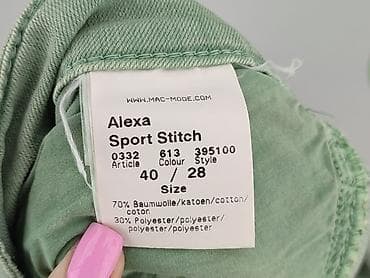 WWW.MAC-MODE.COM
Alexa
Sport Stitch
0332 613 395100
Article Colour Style
40 / 28
Size
70% Baumwolle/katoen/cotton/
coton
30% Polyester/polyester/
polyester/polyester